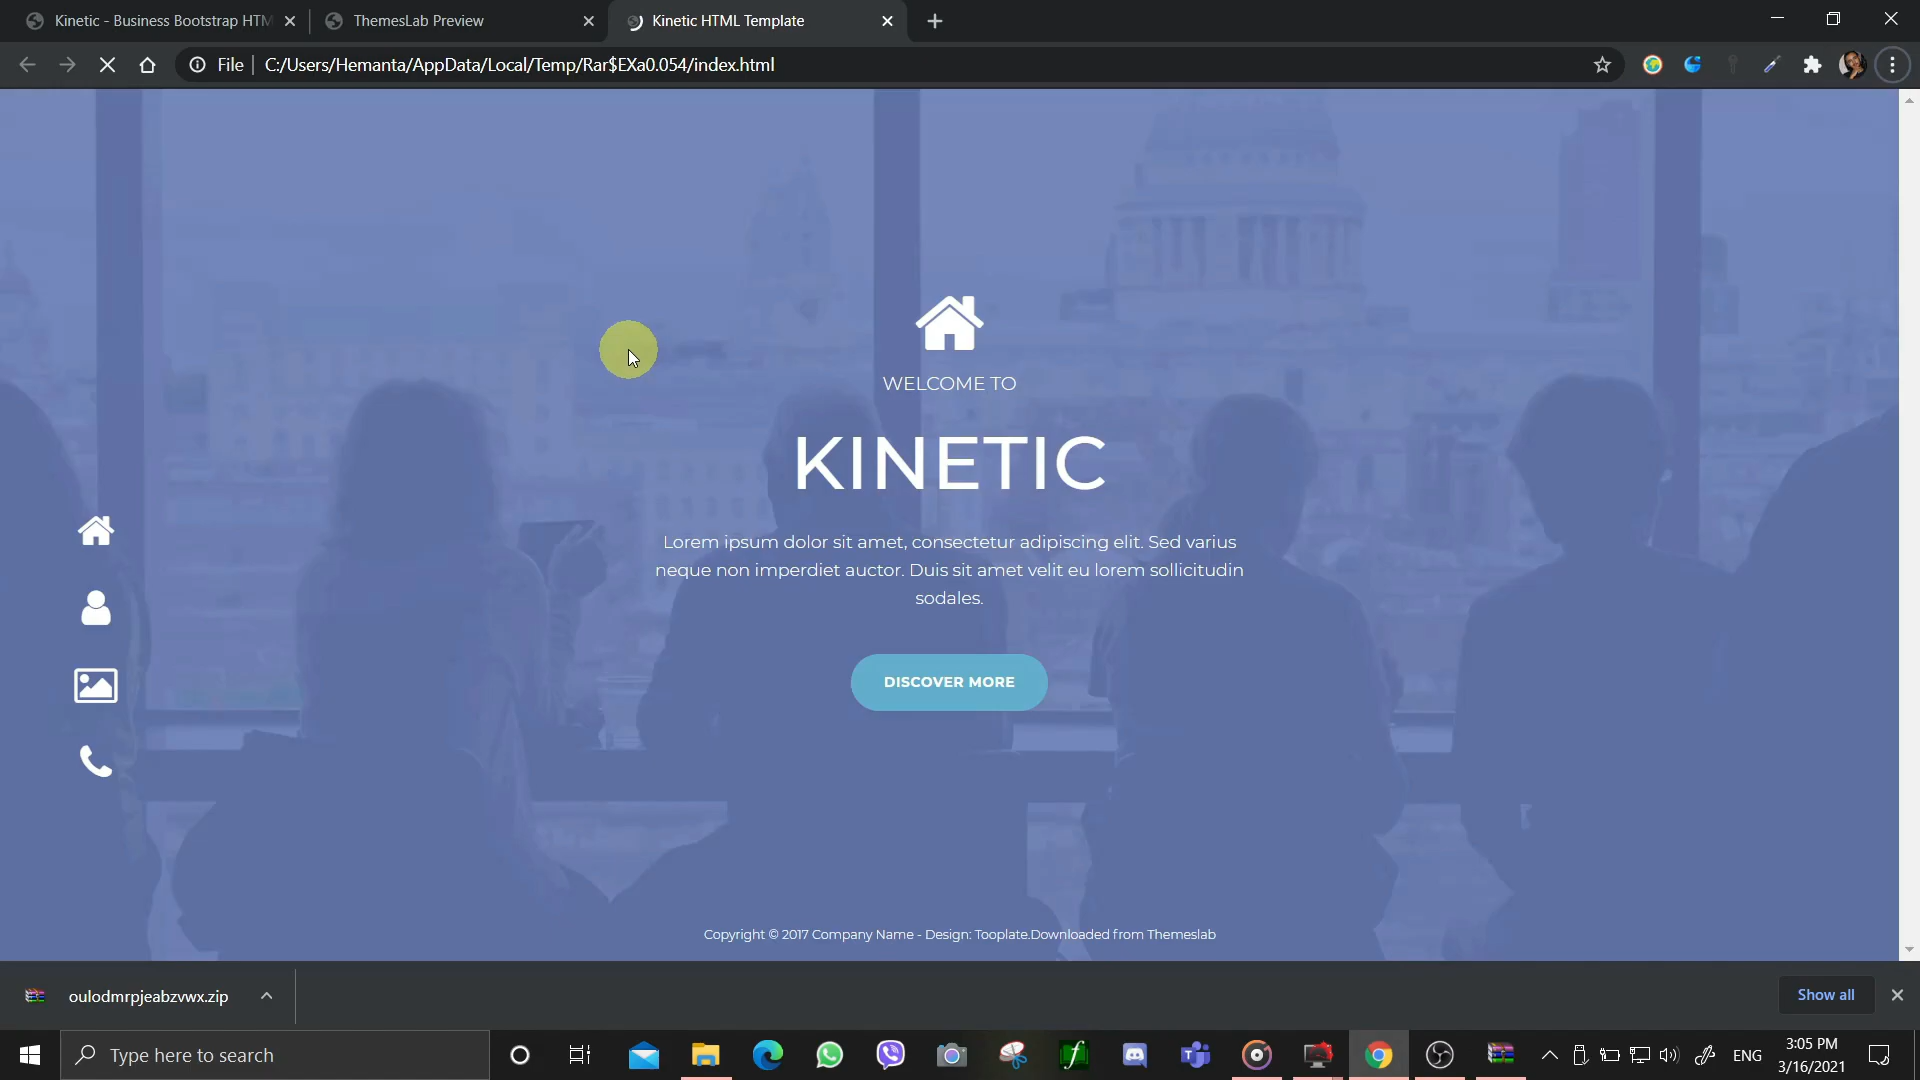 Kinetic - Business Bootstrap HTM
ThemesLab Preview
Kinetic HTML Template
File
C:/Users/Hemanta/AppData/Local/Temp/Rar$EXa0.054/index.html
WELCOME TO
KINETIC
Lorem ipsum dolor sit amet, consectetur adipiscing elit. Sed varius
neque non imperdiet auctor. Duis sit amet velit eu lorem sollicitudin
sodales.
DISCOVER MORE
Copyright © 2017 Company Name - Design: Tooplate.Downloaded from Themeslab
oulodmrpjeabzvwx.zip
Show all
Type here to search
ENG
3:05 PM
3/16/2021